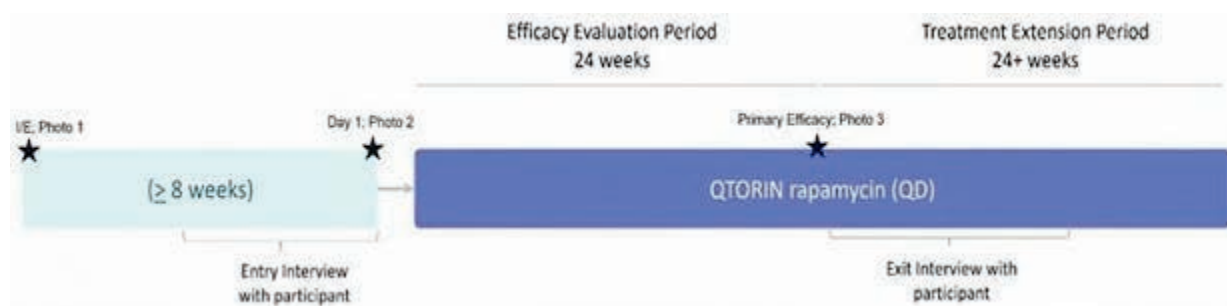 Efficacy Evaluation Period
24 weeks
Treatment Extension Period
24+ weeks
I/E; Photo 1
Day 1; Photo 2
Primary Efficacy; Photo 3
(≥ 8 weeks)
QTORIN rapamycin (QD)
Entry Interview
with participant
Exit Interview with
participant